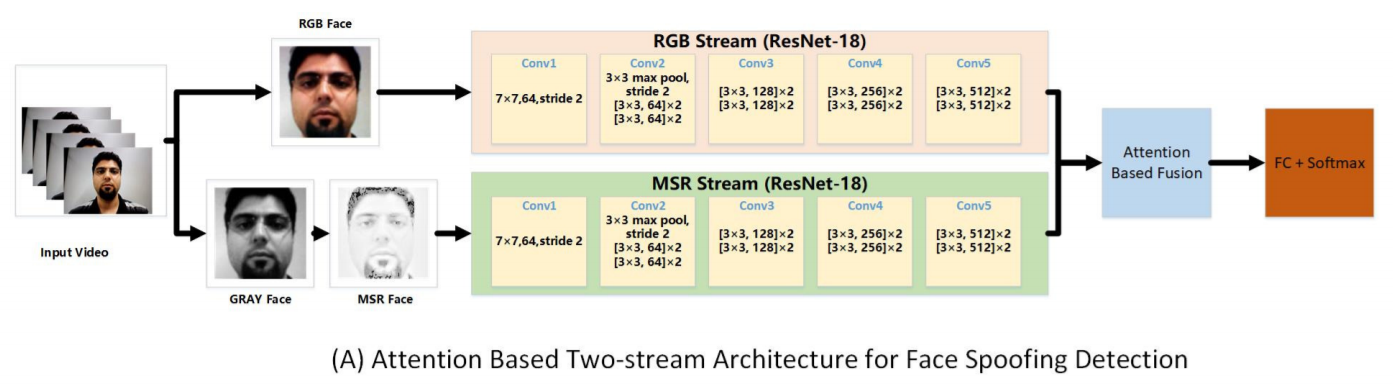 RGB Face
Input Video
GRAY Face
MSR Face
RGB Stream (ResNet-18)
Conv1
7×7,64,stride 2
Conv2
3×3 max pool,
stride 2
[3×3, 64]×2
[3×3, 64]×2
Conv3
[3×3, 128]×2
[3×3, 128]×2
Conv4
[3×3, 256]×2
[3×3, 256]×2
Conv5
[3×3, 512]×2
[3×3, 512]×2
MSR Stream (ResNet-18)
Conv1
7×7,64,stride 2
Conv2
3×3 max pool,
stride 2
[3×3, 64]×2
[3×3, 64]×2
Conv3
[3×3, 128]×2
[3×3, 128]×2
Conv4
[3×3, 256]×2
[3×3, 256]×2
Conv5
[3×3, 512]×2
[3×3, 512]×2
Attention
Based Fusion
FC + Softmax
(A) Attention Based Two-stream Architecture for Face Spoofing Detection